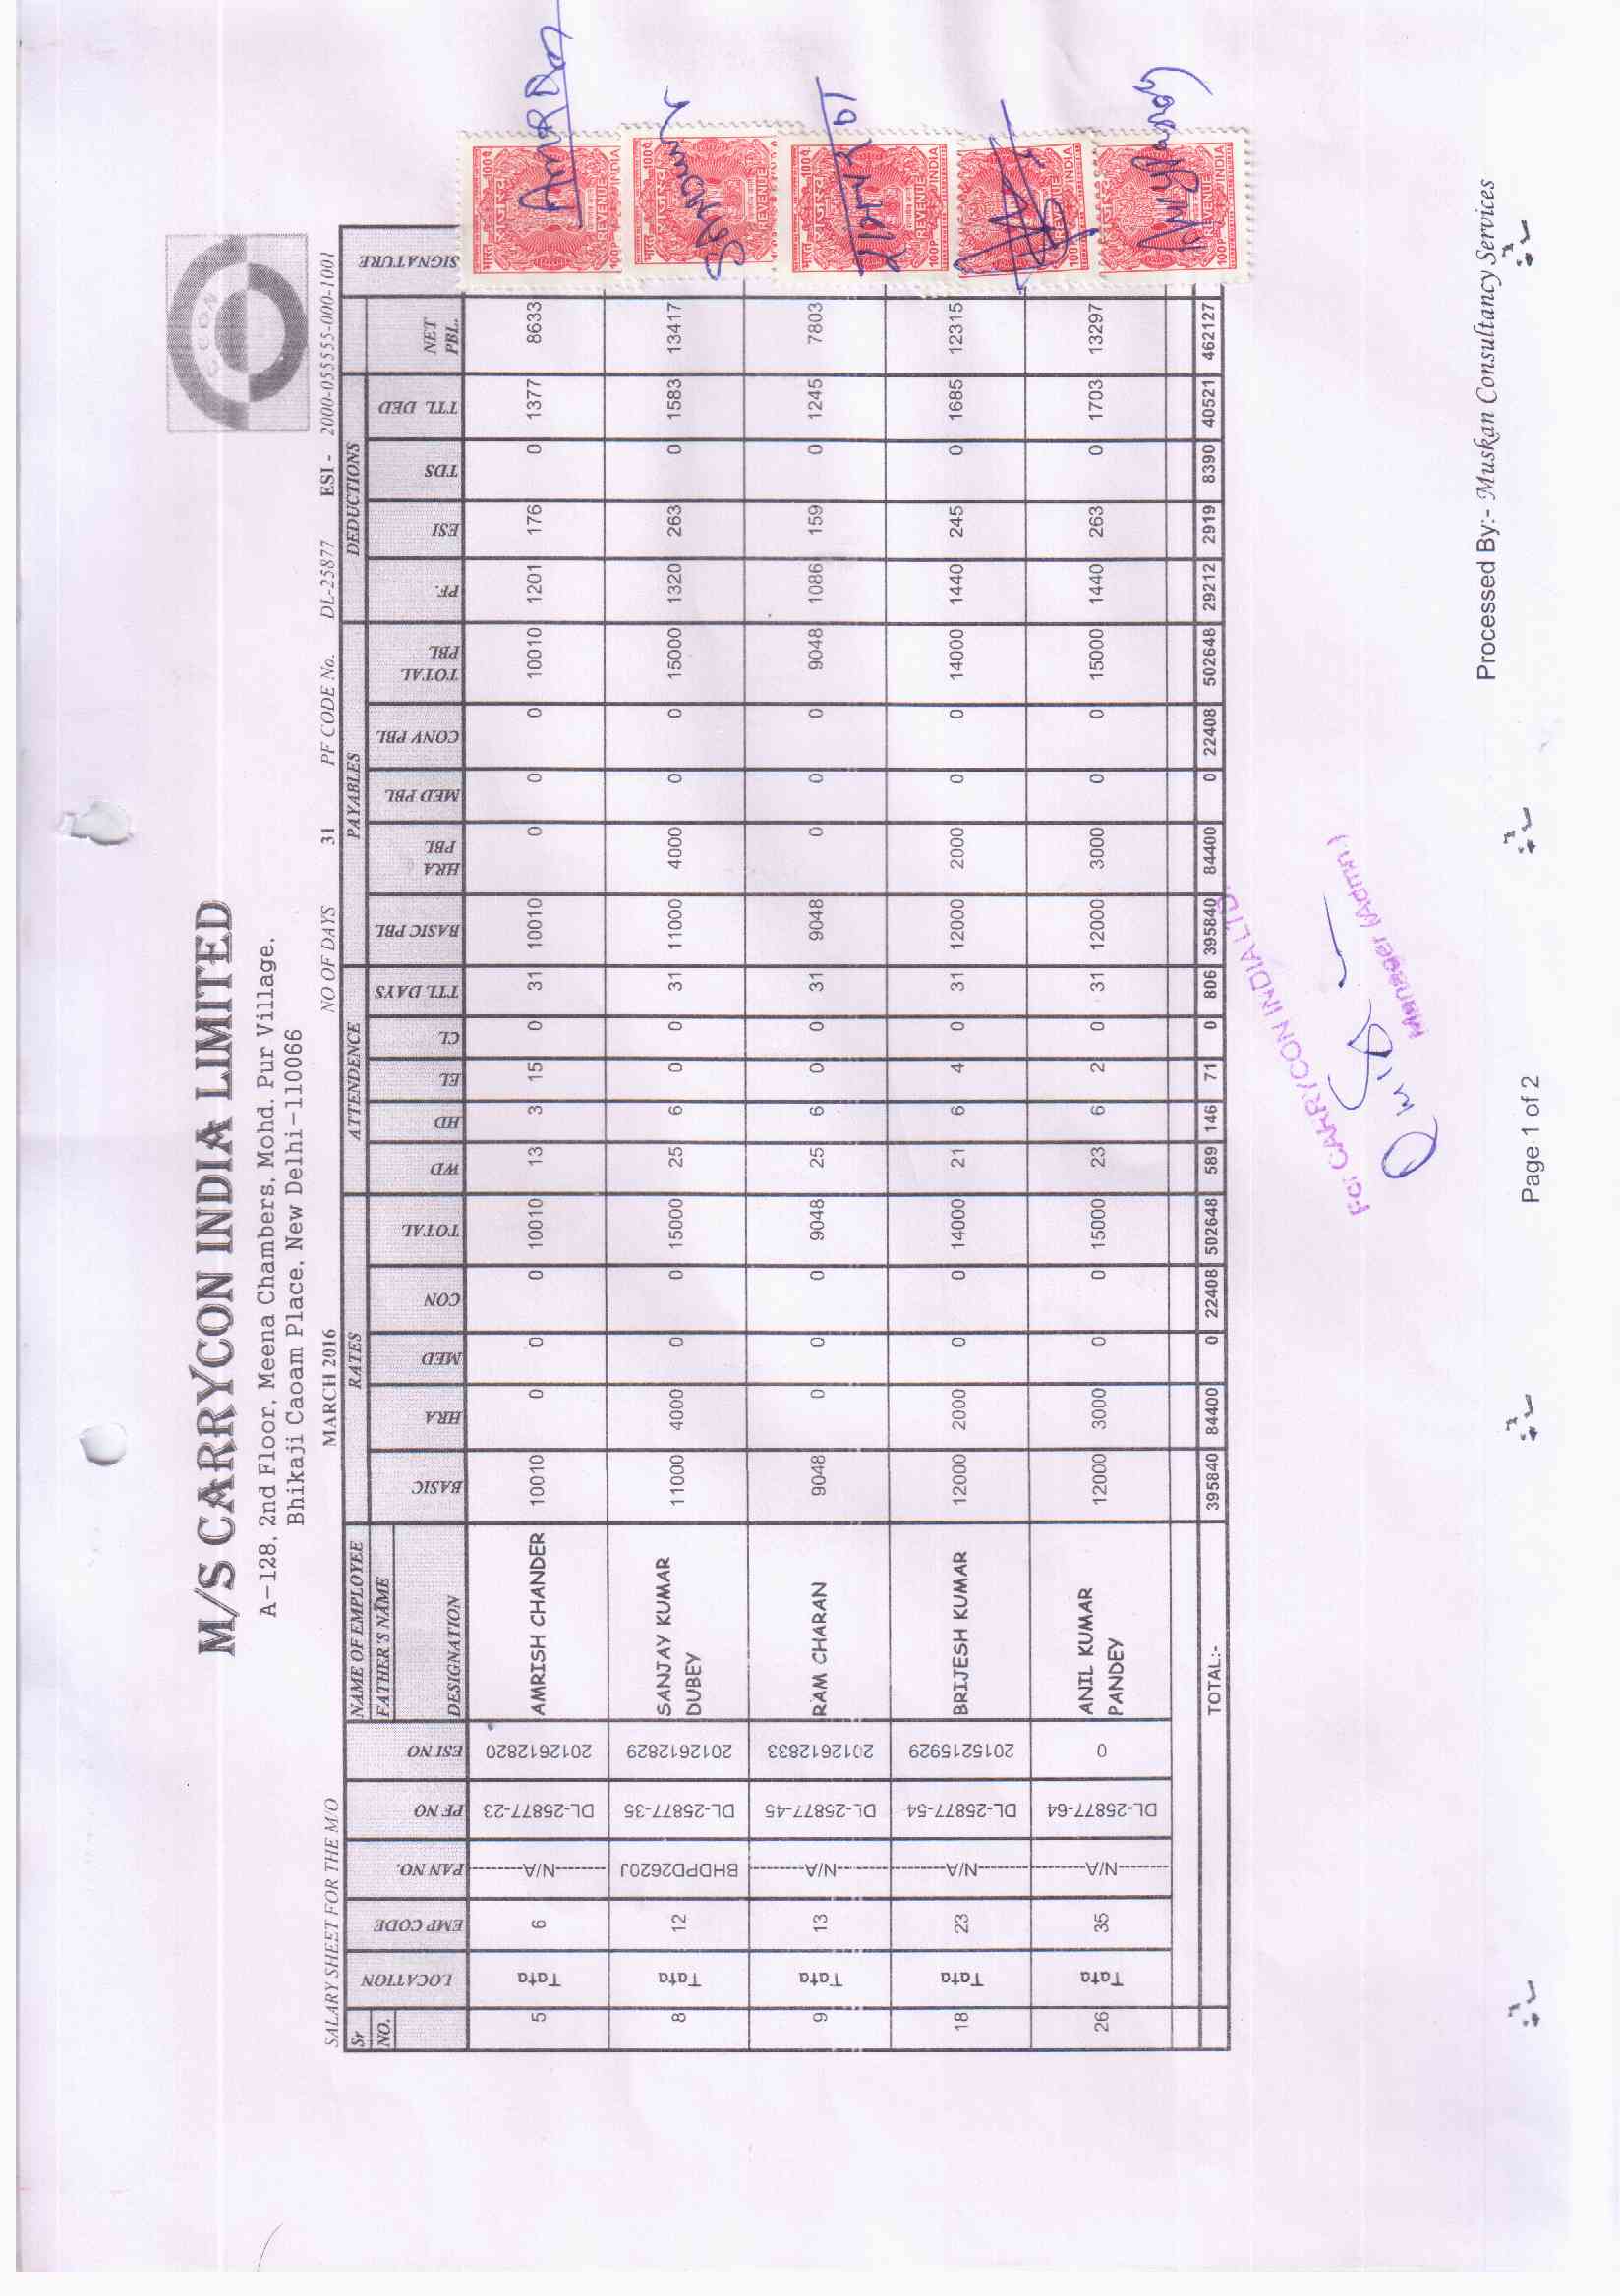 M/S CARRYCON INDIA LIMITED
A-128, 2nd Floor, Meena Chambers, Mohd. Pur Village,
Bhikaji Caoam Place, New Delhi-110066
SALARY SHEET FOR THE M/O MARCH 2016 NO OF DAYS 31 PF CODE No. DL-25877 ESI - 2000-055555-000-1001
Sr NO. LOCATION EMP CODE PAN NO. PF NO ESI NO NAME OF EMPLOYEE FATHER'S NAME DESIGNATION RATES ATTENDENCE PAYABLES DEDUCTIONS NET PBL. SIGNATURE
BASIC HRA MED CON TOTAL WD HD EL CL TTL DAYS BASIC PBL HRA PBL MED PBL CONV PBL TOTAL PBL PF. ESI TDS TTL DED
5 Tata 6 --------N/A-------- DL-25877-23 2012612820 AMRISH CHANDER 10010 0 0 0 10010 13 3 15 0 31 10010 0 0 0 10010 1201 176 0 1377 8633
8 Tata 12 BHDPD2620J DL-25877-35 2012612829 SANJAY KUMAR DUBEY 11000 4000 0 0 15000 25 6 0 0 31 11000 4000 0 0 15000 1320 263 0 1583 13417
9 Tata 13 --------N/A-------- DL-25877-45 2012612833 RAM CHARAN 9048 0 0 0 9048 25 6 0 0 31 9048 0 0 0 9048 1086 159 0 1245 7803
18 Tata 23 --------N/A-------- DL-25877-54 2015215929 BRIJESH KUMAR 12000 2000 0 0 14000 21 6 4 0 31 12000 2000 0 0 14000 1440 245 0 1685 12315
26 Tata 35 --------N/A-------- DL-25877-64 0 ANIL KUMAR PANDEY 12000 3000 0 0 15000 23 6 2 0 31 12000 3000 0 0 15000 1440 263 0 1703 13297
TOTAL:- 395840 84400 0 22408 502648 589 146 71 0 806 395840 84400 0 22408 502648 29212 2919 8390 40521 462127
For CARRYCON INDIA LTD.
Manager (Admn.)
Processed By:- Muskan Consultancy Services
Page 1 of 2